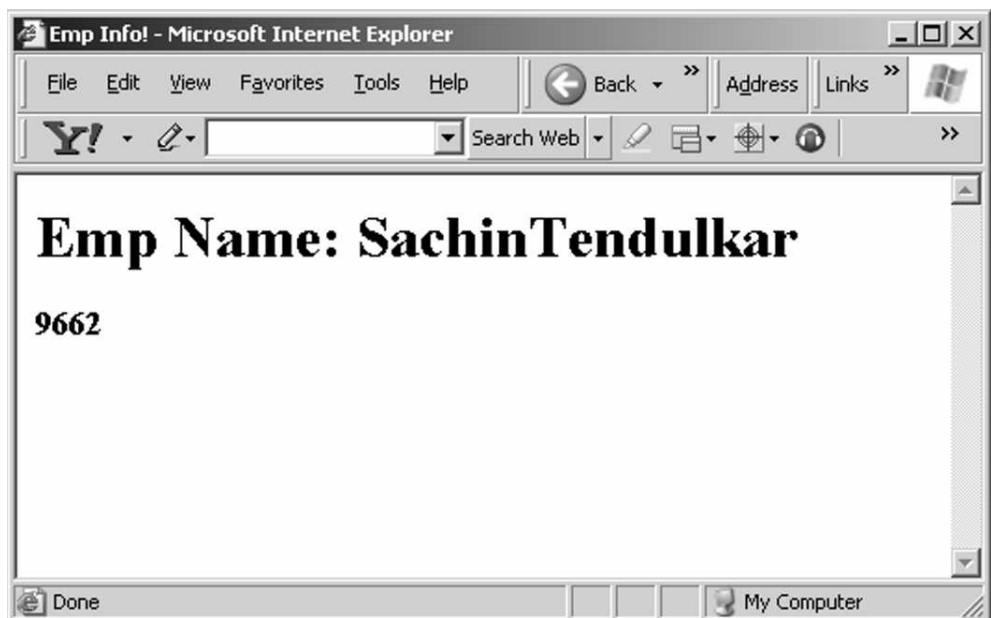 Emp Info! - Microsoft Internet Explorer
File Edit View Favorites Tools Help Back » Address Links »
Y! Search Web »
Emp Name: SachinTendulkar
9662
Done My Computer